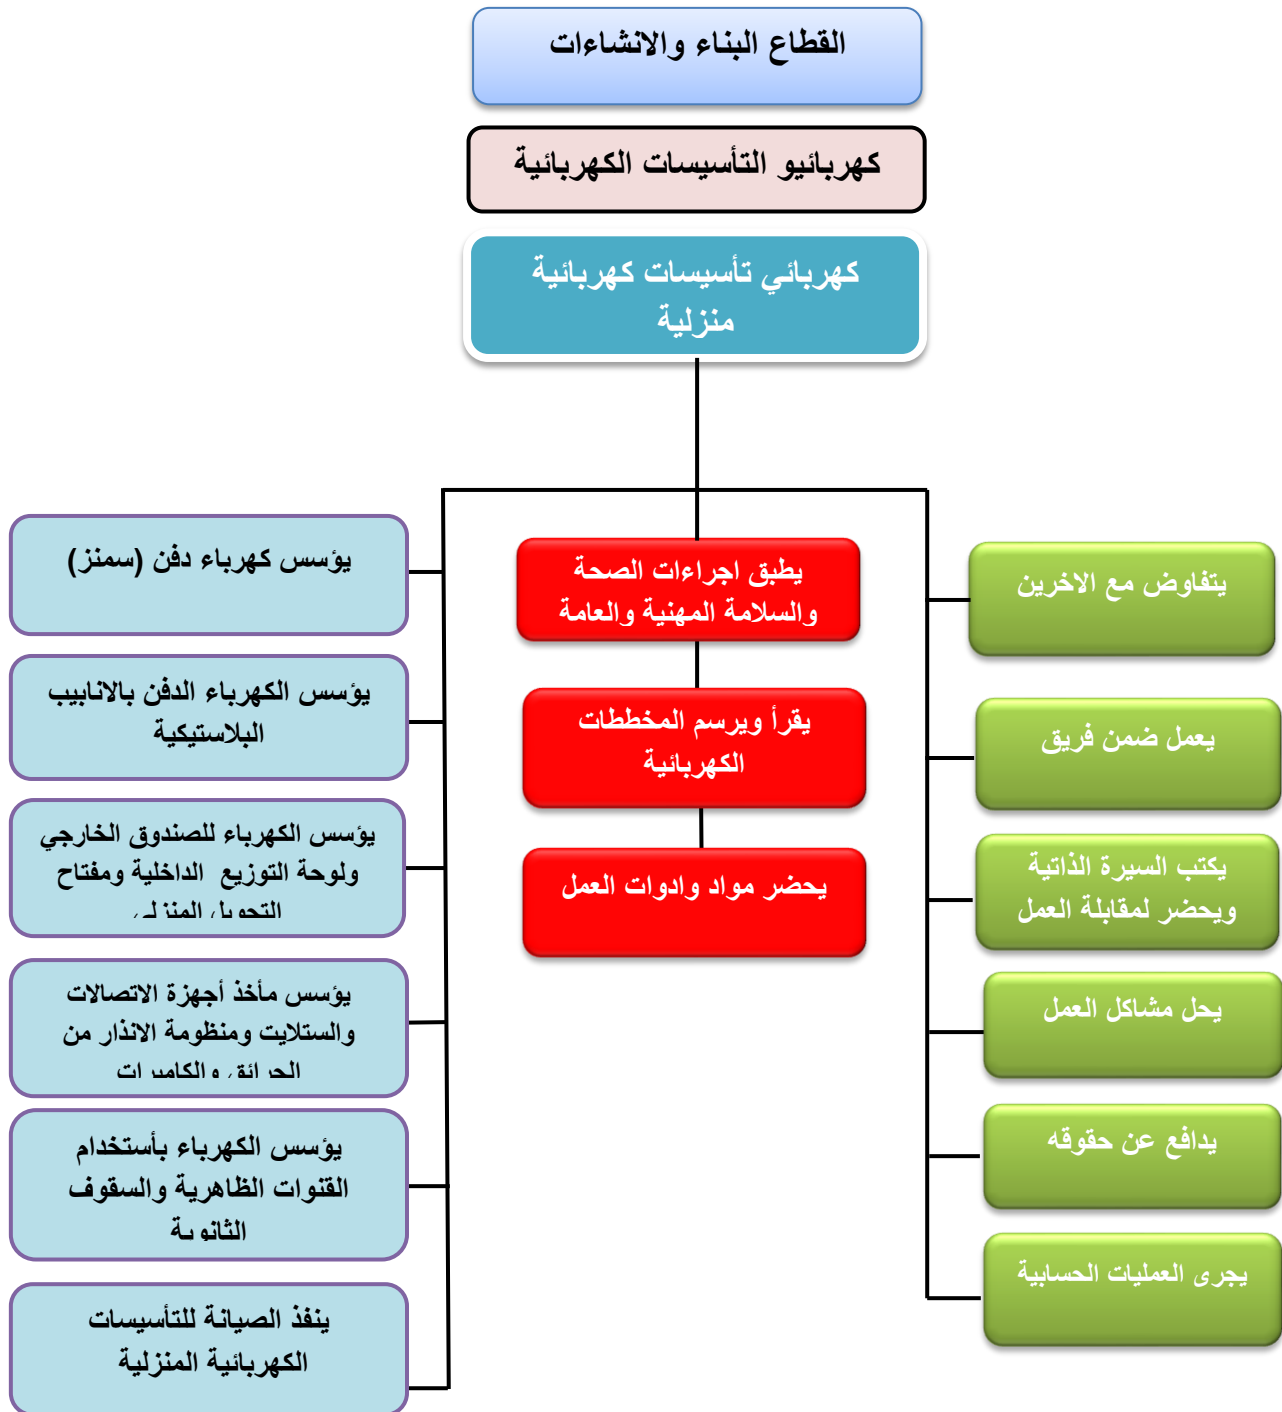 القطاع البناء والانشاءات
كهربائيو التأسيسات الكهربائية
كهربائي تأسيسات كهربائية
منزلية
يتفاوض مع الاخرين
يعمل ضمن فريق
يكتب السيرة الذاتية
ويحضر لمقابلة العمل
يحل مشاكل العمل
يدافع عن حقوقه
يجرى العمليات الحسابية
يطبق اجراءات الصحة
والسلامة المهنية والعامة
يقرأ ويرسم المخططات
الكهربائية
يحضر مواد وادوات العمل
يؤسس كهرباء دفن (سمنز)
يؤسس الكهرباء الدفن بالانابيب
البلاستيكية
يؤسس الكهرباء للصندوق الخارجي
ولوحة التوزيع الداخلية ومفتاح
التحويل المنزلي
يؤسس مأخذ أجهزة الاتصالات
والستلايت ومنظومة الانذار من
الحرائق والكاميرات
يؤسس الكهرباء بأستخدام
القنوات الظاهرية والسقوف
الثانوية
ينفذ الصيانة للتأسيسات
الكهربائية المنزلية